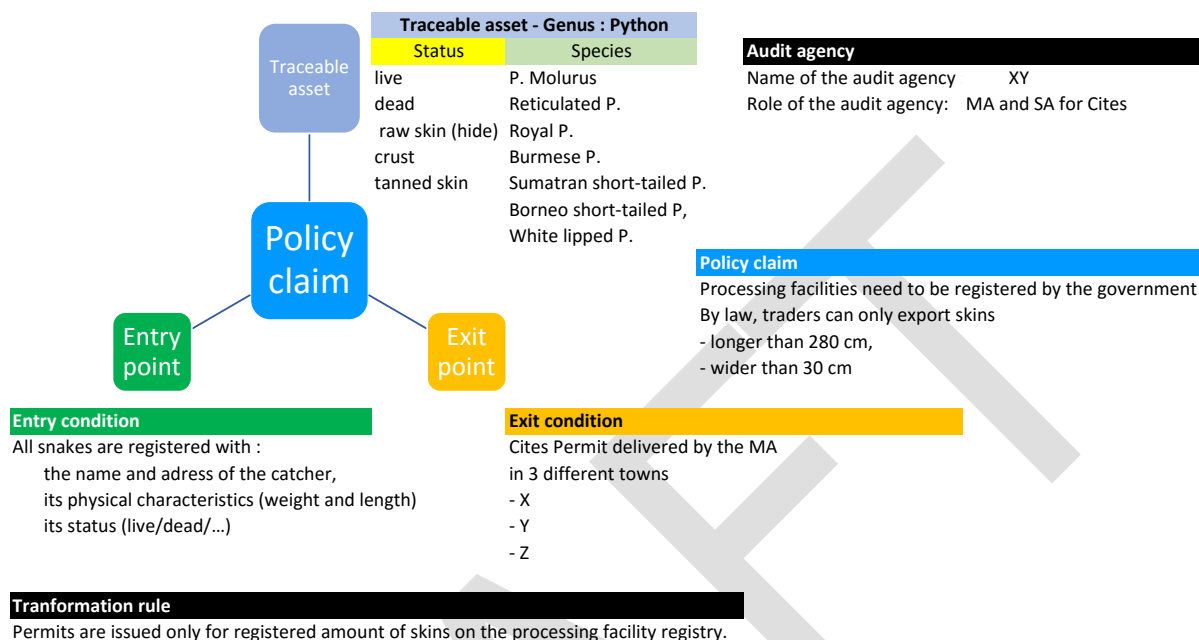 Traceable asset
Traceable asset - Genus : Python
Status Species
live P. Molurus
dead Reticulated P.
raw skin (hide) Royal P.
crust Burmese P.
tanned skin Sumatran short-tailed P.
Borneo short-tailed P,
White lipped P.
Audit agency
Name of the audit agency XY
Role of the audit agency: MA and SA for Cites
Policy
claim
Policy claim
Processing facilities need to be registered by the government
By law, traders can only export skins
- longer than 280 cm,
- wider than 30 cm
Entry
point
Exit
point
Entry condition
All snakes are registered with :
the name and adress of the catcher,
its physical characteristics (weight and length)
its status (live/dead/...)
Exit condition
Cites Permit delivered by the MA
in 3 different towns
- X
- Y
- Z
Tranformation rule
Permits are issued only for registered amount of skins on the processing facility registry.